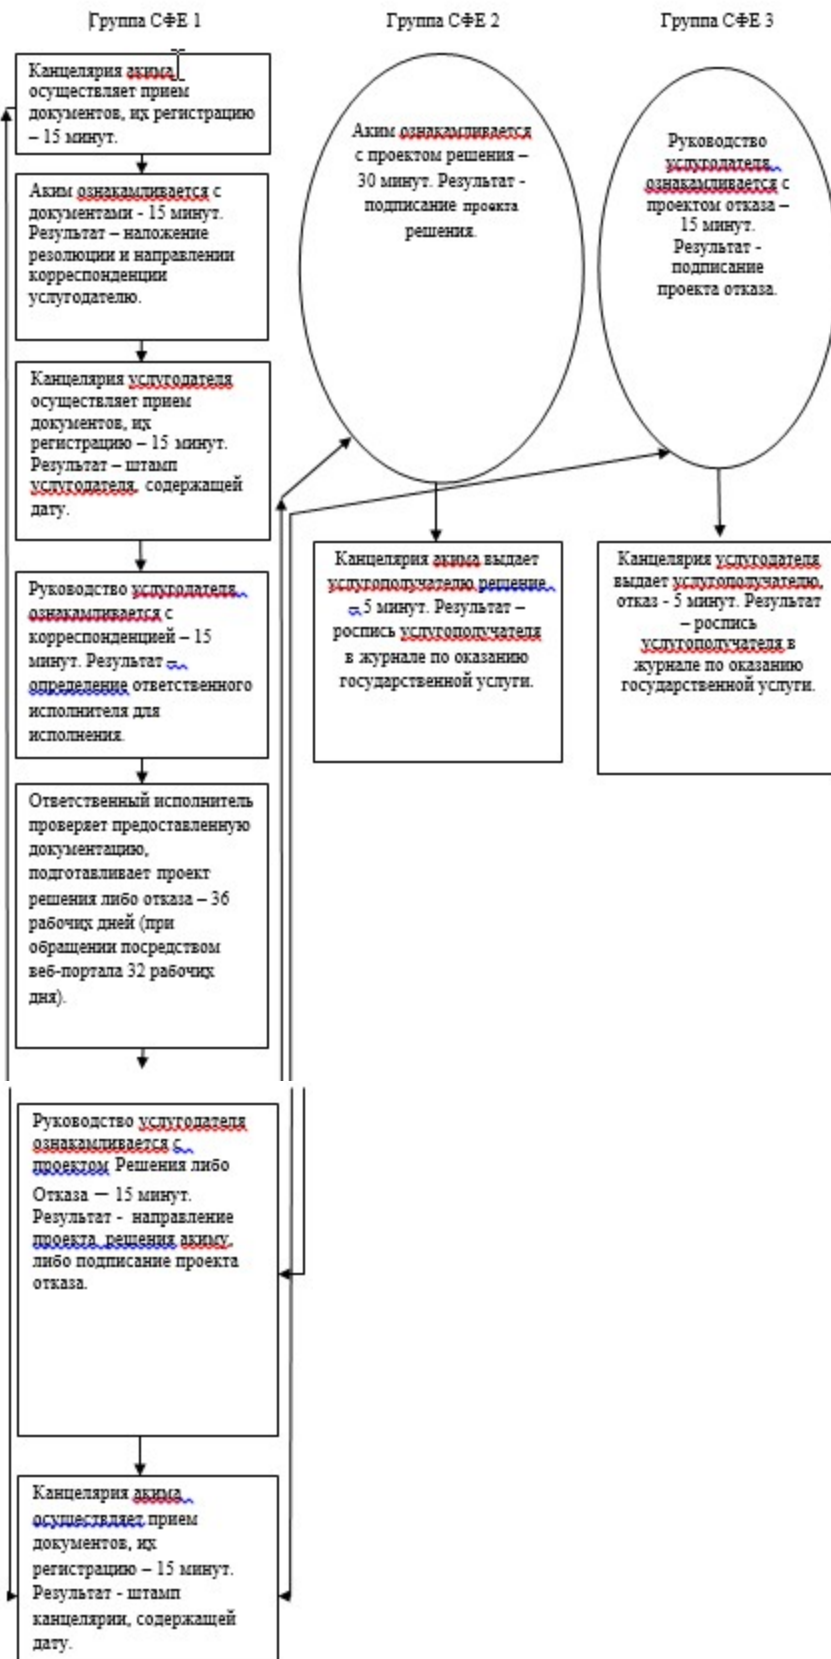 Группа СФЕ 1
Группа СФЕ 2
Группа СФЕ 3
Канцелярия акима
осуществляет прием
документов, их регистрацию
– 15 минут.
Аким ознакамливается с
документами - 15 минут.
Результат – наложение
резолюции и направлении
корреспонденции
услугодателю.
Канцелярия услугодателя
осуществляет прием
документов, их
регистрацию – 15 минут.
Результат – штамп
услугодателя, содержащей
дату.
Руководство услугодателя
ознакамливается с
корреспонденцией – 15
минут. Результат –
определение ответственного
исполнителя для
исполнения.
Ответственный исполнитель
проверяет предоставленную
документацию,
подготавливает проект
решения либо отказа – 36
рабочих дней (при
обращении посредством
веб-портала 32 рабочих
дня).
Руководство услугодателя
ознакамливается с
проектом Решения либо
Отказа – 15 минут.
Результат - направление
проекта решения акиму,
либо подписание проекта
отказа.
Канцелярия акима
осуществляет прием
документов, их
регистрацию – 15 минут.
Результат - штамп
канцелярии, содержащей
дату.
Аким ознакамливается
с проектом решения –
30 минут. Результат -
подписание проекта
решения.
Канцелярия акима выдает
услугополучателю решение
– 5 минут. Результат –
роспись услугополучателя
в журнале по оказанию
государственной услуги.
Руководство
услугодателя
ознакамливается с
проектом отказа –
15 минут.
Результат -
подписание
проекта отказа.
Канцелярия услугодателя
выдает услугополучателю,
отказ - 5 минут. Результат
– роспись
услугополучателя в
журнале по оказанию
государственной услуги.